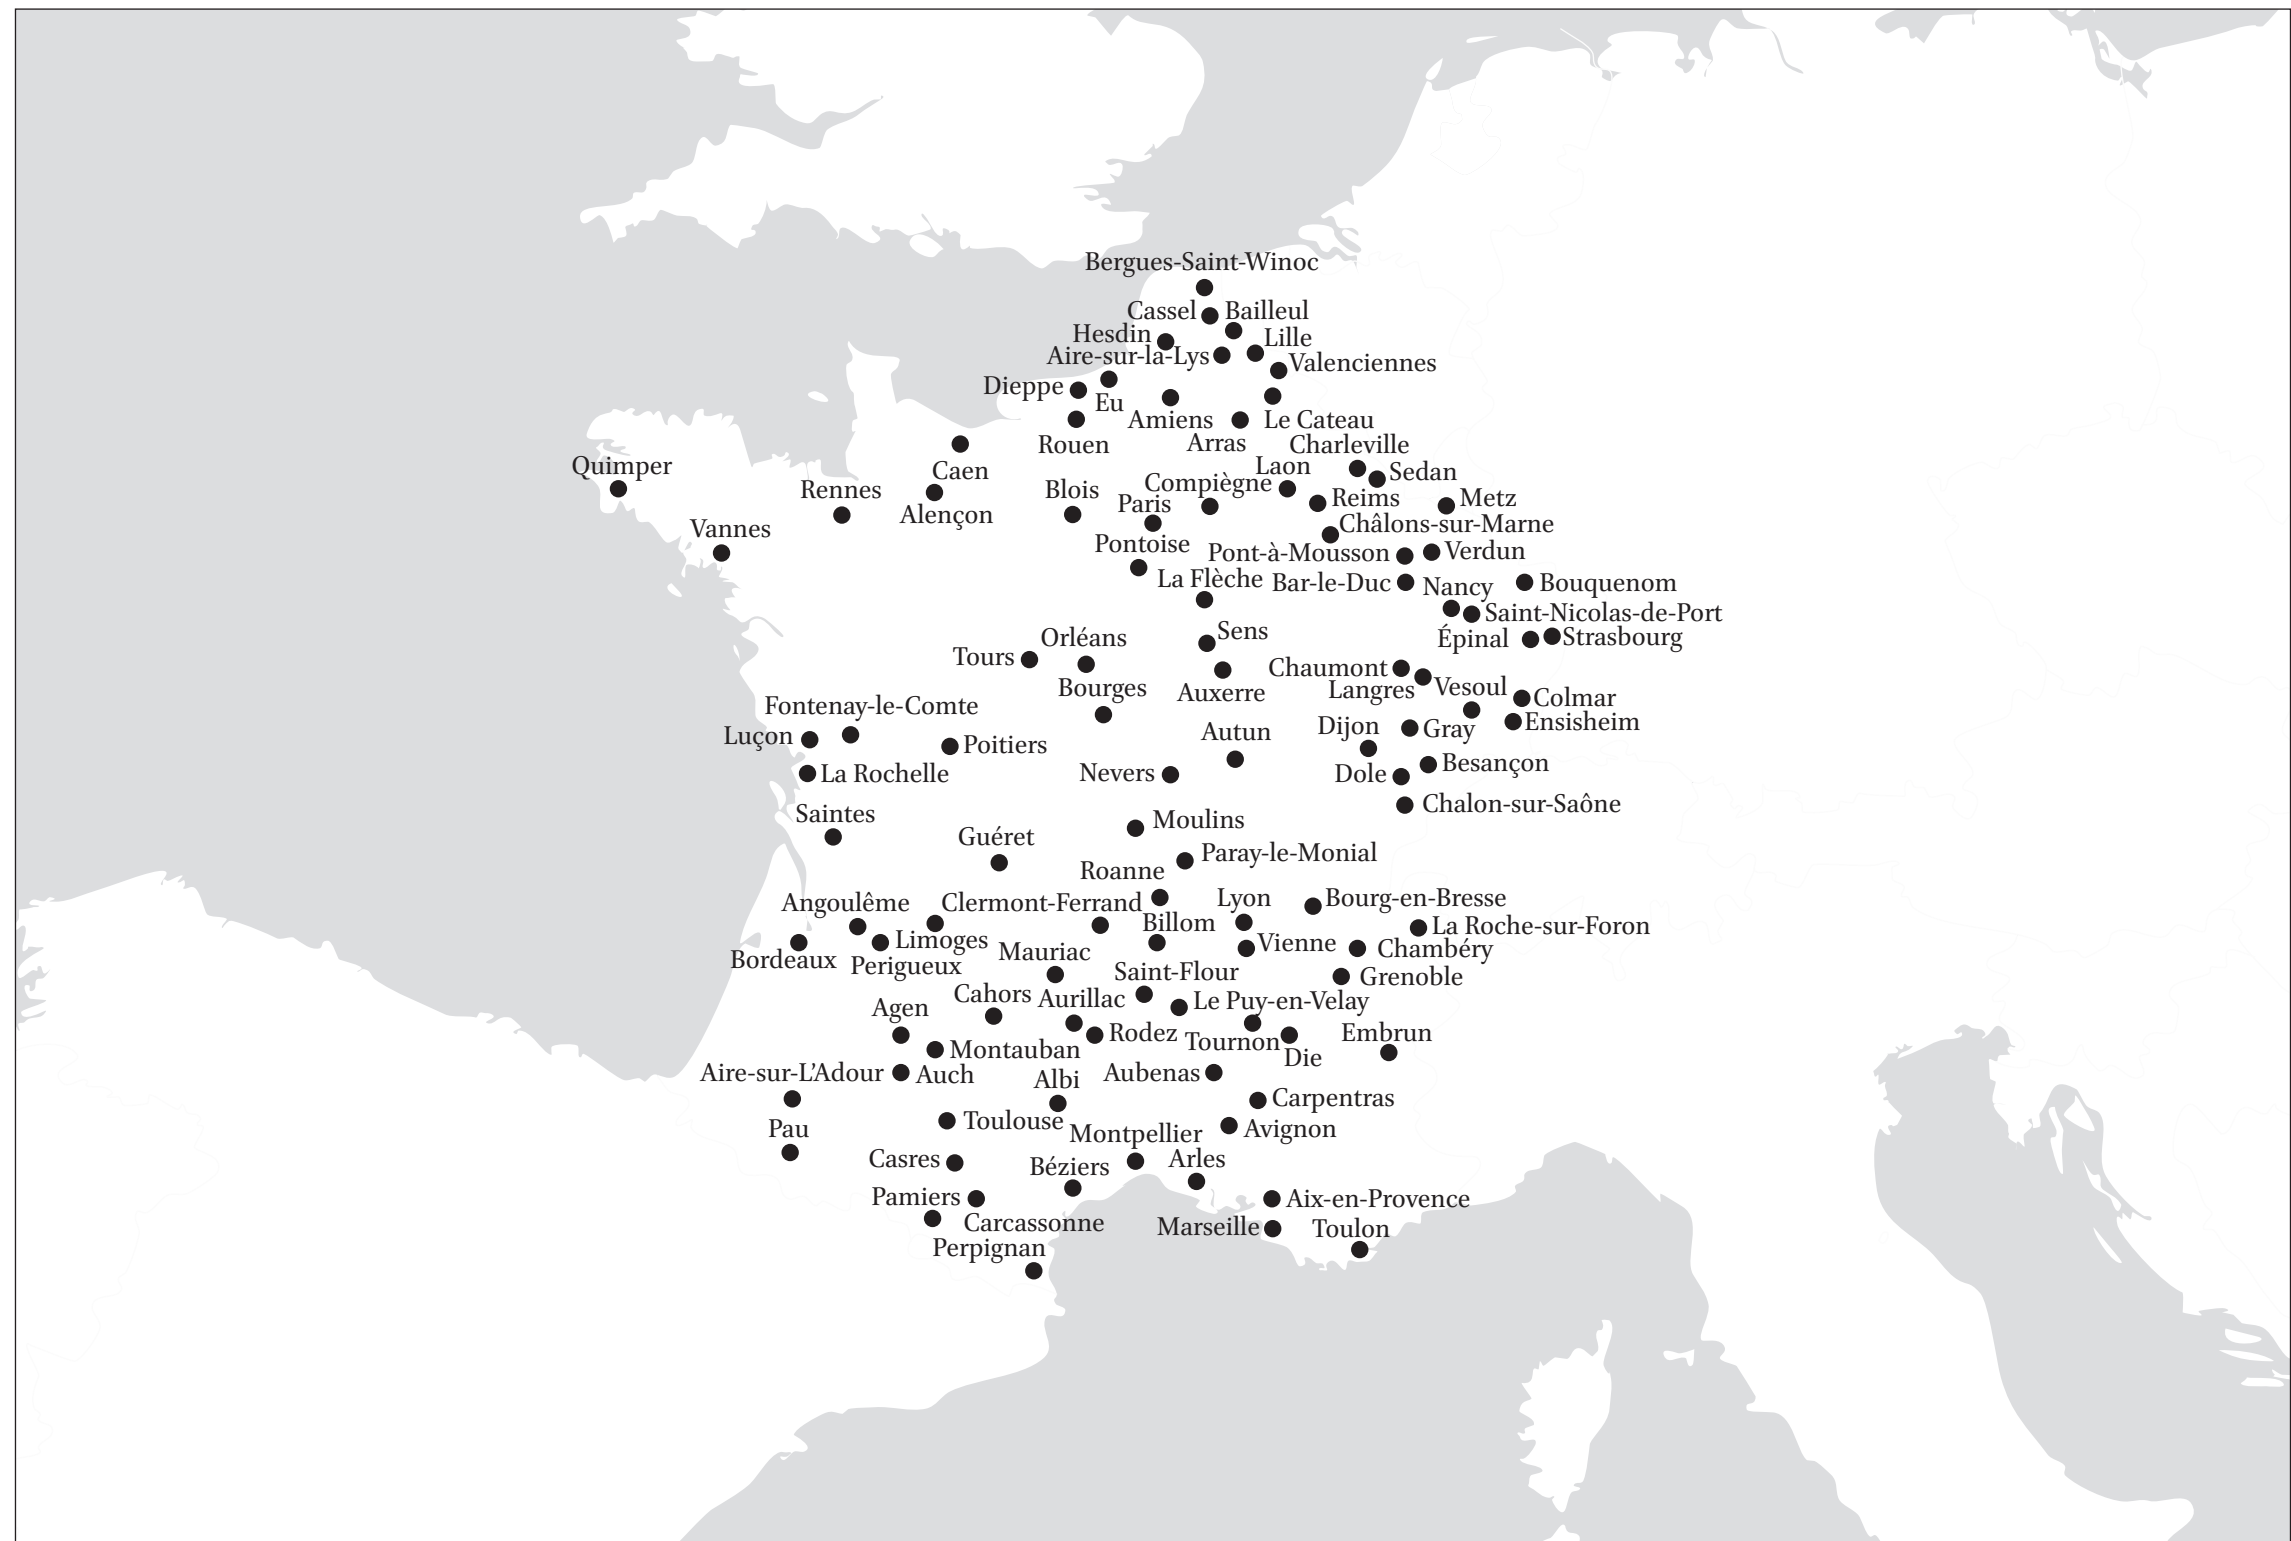 Bergues-Saint-Winoc
Cassel
Bailleul
Hesdin
Lille
Aire-sur-la-Lys
Valenciennes
Dieppe
Eu
Amiens
Le Cateau
Rouen
Arras
Charleville
Quimper
Caen
Laon
Sedan
Rennes
Blois
Compiègne
Reims
Metz
Alençon
Paris
Châlons-sur-Marne
Vannes
Pontoise
Pont-à-Mousson
Verdun
La Flèche
Bar-le-Duc
Nancy
Bouquenom
Saint-Nicolas-de-Port
Orléans
Sens
Épinal
Strasbourg
Tours
Chaumont
Bourges
Auxerre
Langres
Vesoul
Colmar
Fontenay-le-Comte
Ensisheim
Luçon
Autun
Dijon
Gray
Poitiers
La Rochelle
Nevers
Dole
Besançon
Chalon-sur-Saône
Saintes
Moulins
Guéret
Paray-le-Monial
Roanne
Angoulême
Clermont-Ferrand
Lyon
Bourg-en-Bresse
Billom
La Roche-sur-Foron
Limoges
Vienne
Chambéry
Bordeaux
Perigueux
Mauriac
Saint-Flour
Grenoble
Cahors
Aurillac
Le Puy-en-Velay
Agen
Rodez
Tournon
Embrun
Montauban
Die
Aire-sur-L’Adour
Auch
Albi
Aubenas
Carpentras
Toulouse
Pau
Montpellier
Avignon
Casres
Béziers
Arles
Pamiers
Aix-en-Provence
Carcassonne
Marseille
Toulon
Perpignan